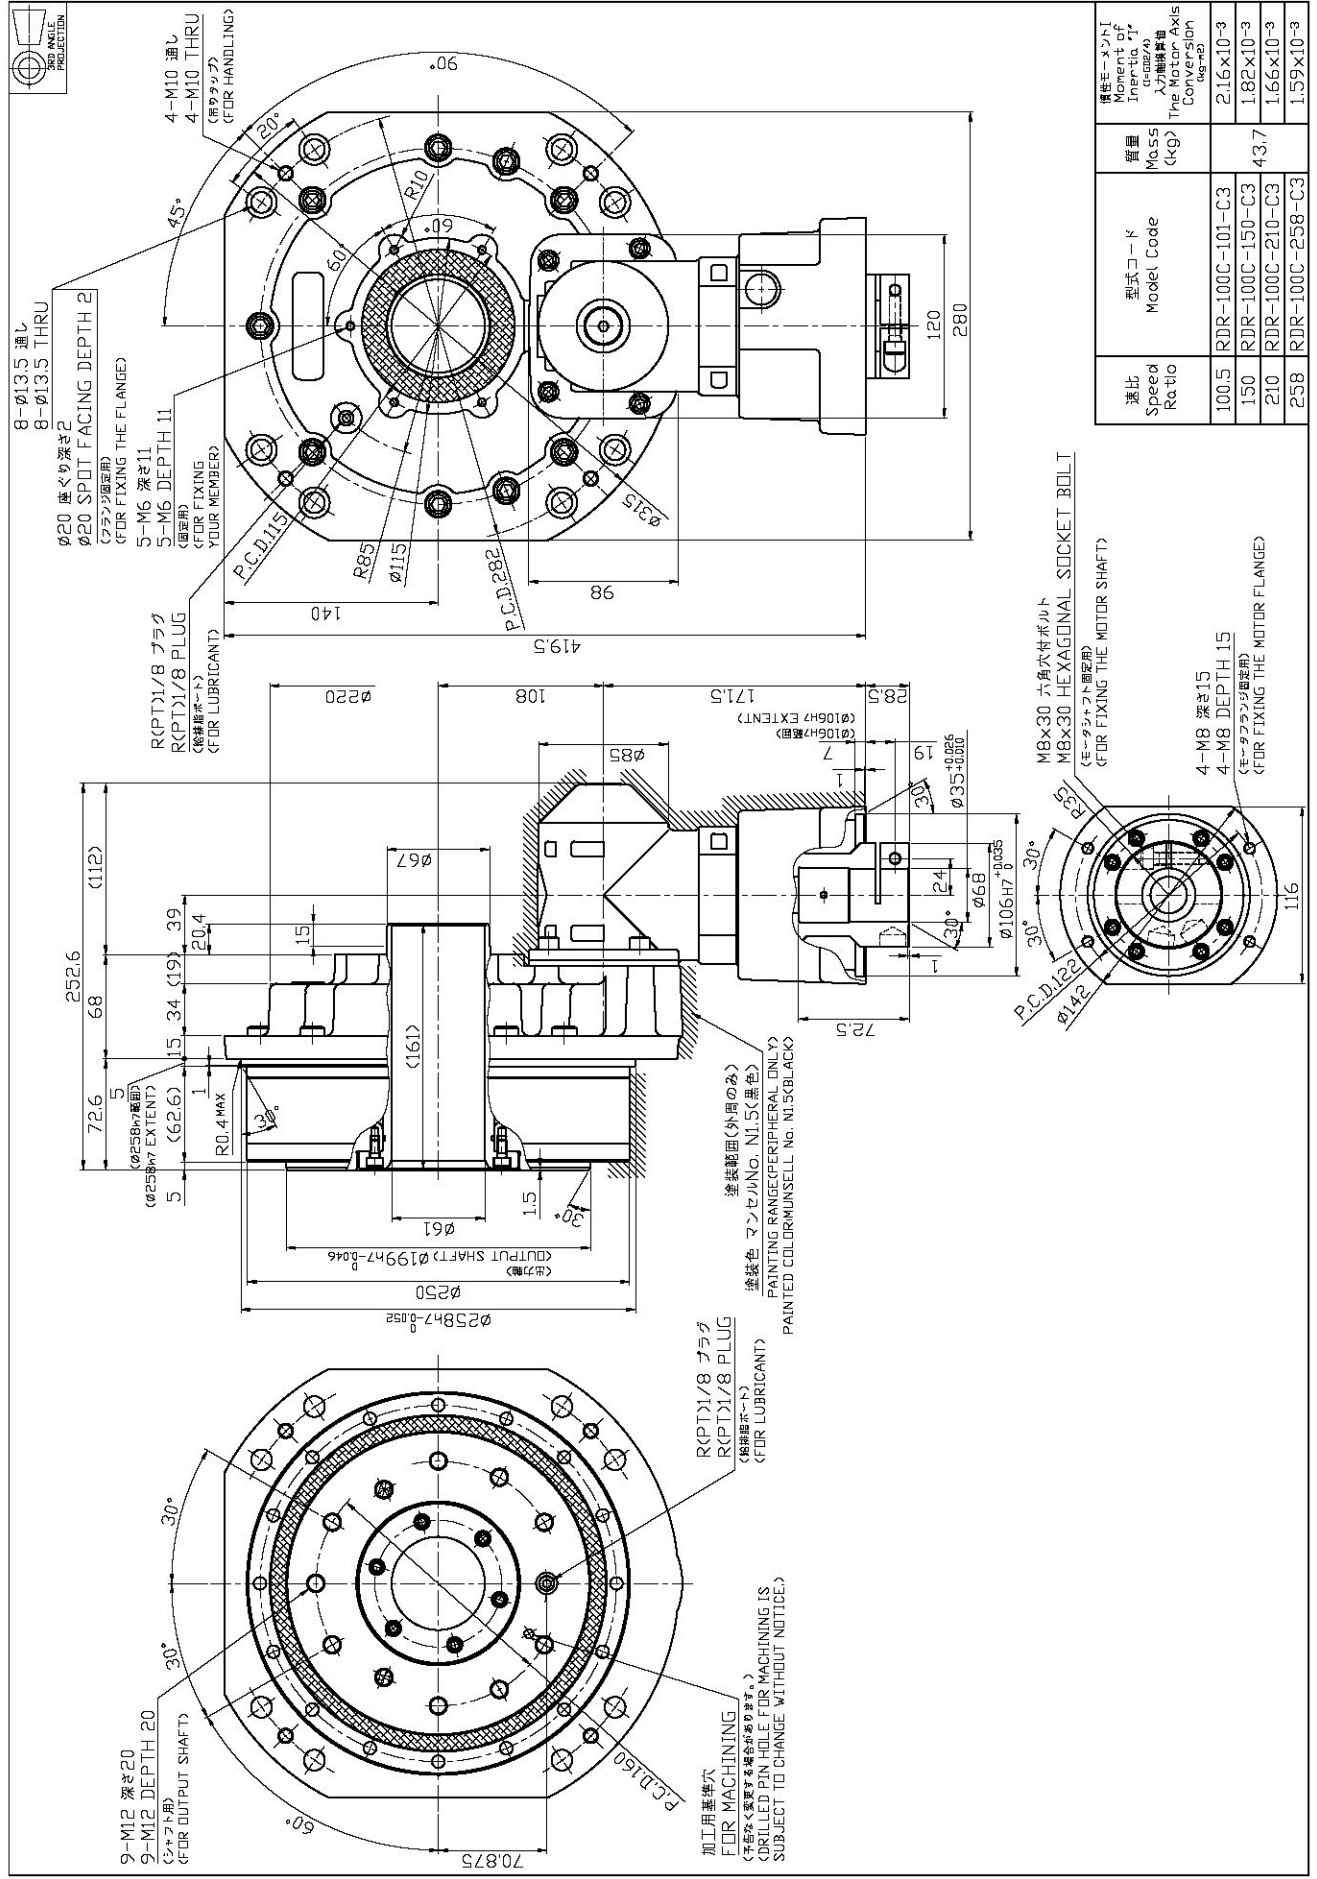 3RD ANGLE
PROJECTION
9-M12 深さ20
9-M12 DEPTH 20
(シャフト用)
(FOR OUTPUT SHAFT)
30°
30°
60°
70.875
P.C.D.160
加工用基準穴
FOR MACHINING
(予告なく変更する場合があります。)
(DRILLED PIN HOLE FOR MACHINING IS
SUBJECT TO CHANGE WITHOUT NOTICE.)
R(PT)1/8 プラグ
R(PT)1/8 PLUG
(給排脂ポート)
(FOR LUBRICANT)
252.6
72.6
68
(112)
5
(Ø258h7範囲)
(Ø258h7 EXTENT)
5
(62.6)
1
15
34
(19)
39
20.4
15
R0.4MAX
30°
(161)
Ø67
Ø61
1.5
30°
(出力軸)
(OUTPUT SHAFT) Ø199h7 0 -0.046
Ø250
Ø258h7 0 -0.052
塗装範囲(外周のみ)
塗装色 マンセルNo. N1.5(黒色)
PAINTING RANGE(PERIPHERAL ONLY)
PAINTED COLOR:MUNSELL No. N1.5(BLACK)
Ø220
108
171.5
28.5
Ø85
(Ø106H7範囲)
(Ø106H7 EXTENT)
7
1
19
30°
Ø35 +0.026 +0.010
24
Ø68
Ø106H7 +0.035 0
30°
1
72.5
R(PT)1/8 プラグ
R(PT)1/8 PLUG
(給排脂ポート)
(FOR LUBRICANT)
8-Ø13.5 通し
8-Ø13.5 THRU
Ø20 座ぐり深さ2
Ø20 SPOT FACING DEPTH 2
(フランジ固定用)
(FOR FIXING THE FLANGE)
5-M6 深さ11
5-M6 DEPTH 11
(固定用)
(FOR FIXING
YOUR MEMBER)
4-M10 通し
4-M10 THRU
(吊りタップ)
(FOR HANDLING)
45°
20°
90°
60°
60°
R10
P.C.D.115
R85
Ø115
P.C.D.282
Ø315
140
419.5
98
120
280
M8x30 六角穴付ボルト
M8x30 HEXAGONAL SOCKET BOLT
(モータシャフト固定用)
(FOR FIXING THE MOTOR SHAFT)
4-M8 深さ15
4-M8 DEPTH 15
(モータフランジ固定用)
(FOR FIXING THE MOTOR FLANGE)
R35
30°
30°
P.C.D.122
Ø142
116
速比
Speed
Ratio
型式コード
Model Code
質量
Mass
(kg)
慣性モーメントI
Moment of
Inertia "I"
(I=GD2/4)
入力軸換算値
The Motor Axis
Conversion
(kg-m2)
100.5 RDR-100C-101-C3 2.16x10-3
150 RDR-100C-150-C3 43.7 1.82x10-3
210 RDR-100C-210-C3 1.66x10-3
258 RDR-100C-258-C3 1.59x10-3